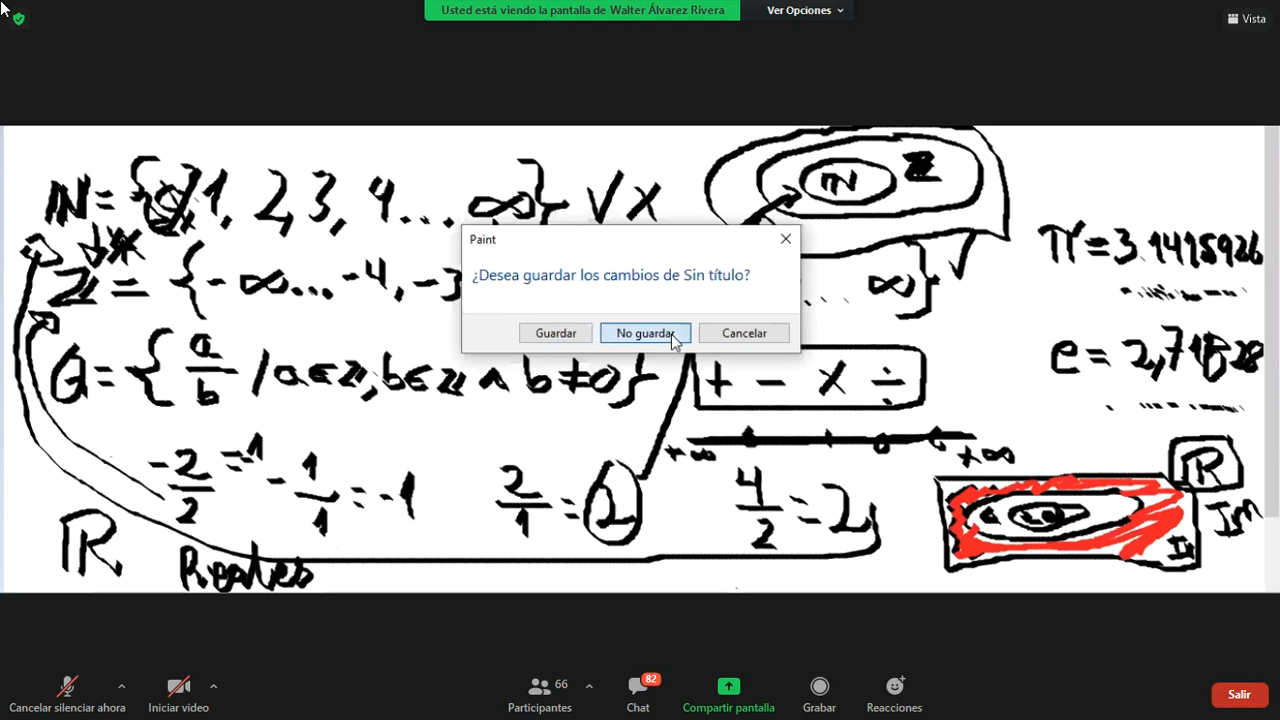 Usted está viendo la pantalla de Walter Álvarez Rivera
Ver Opciones
Vista
ℕ = { 1, 2, 3, 4... ∞} √ X
ℕ ℤ
π = 3.1415926
ℤ = {- ∞... -4, -3 ... ∞} √
Paint
¿Desea guardar los cambios de Sin título?
Guardar No guardar Cancelar
e = 2,71828
Q = { a/b / a ∈ ℤ, b ∈ ℤ ∧ b ≠ 0} + - X ÷
+∞ +∞
-2/2 = -1 -1/1 = -1 2/1 = 2 4/2 = 2
ℝ
ℝ Reales
66 82
Cancelar silenciar ahora Iniciar video Participantes Chat Compartir pantalla Grabar Reacciones Salir